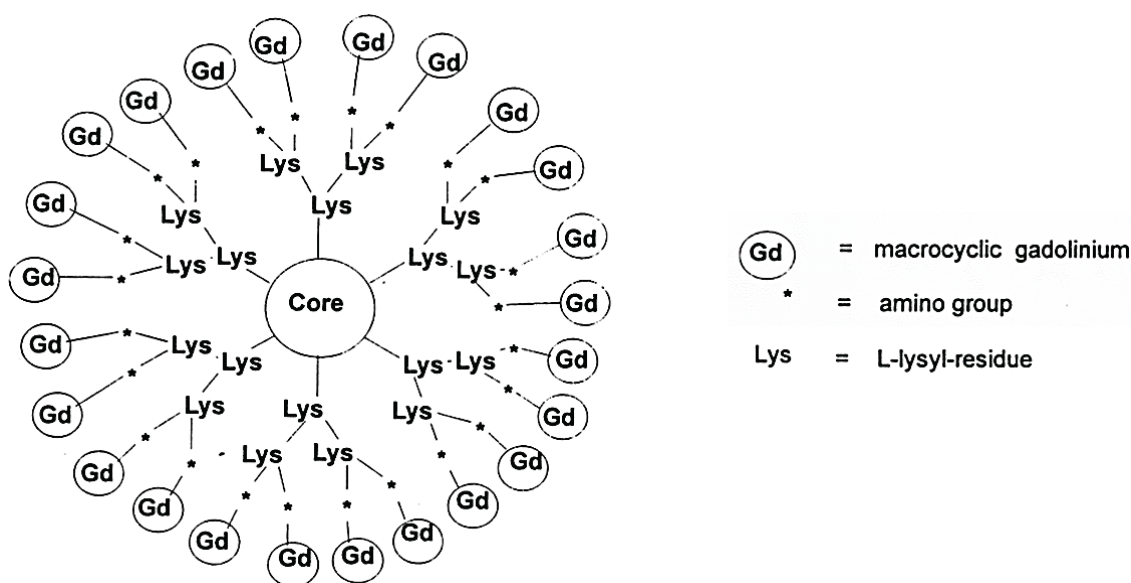 Gd Gd Gd Gd
Gd Gd
Gd Lys Lys Gd
Gd Lys Lys Lys Gd
Lys Lys Lys Lys Gd
Gd Core Gd
Gd Lys Lys Lys Lys Gd
Gd Lys Lys Lys Gd
Gd Lys Lys Gd
Gd Gd
Gd Gd Gd Gd
Gd = macrocyclic gadolinium
* = amino group
Lys = L-lysyl-residue